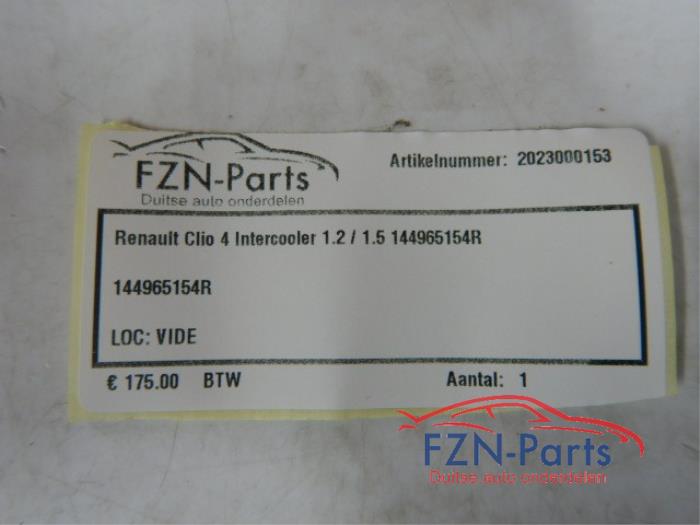 FZN-Parts
Duitse auto onderdelen
Artikelnummer: 2023000153
Renault Clio 4 Intercooler 1.2 / 1.5 144965154R
144965154R
LOC: VIDE
€ 175.00 BTW
Aantal: 1
FZN-Parts
Duitse auto onderdelen